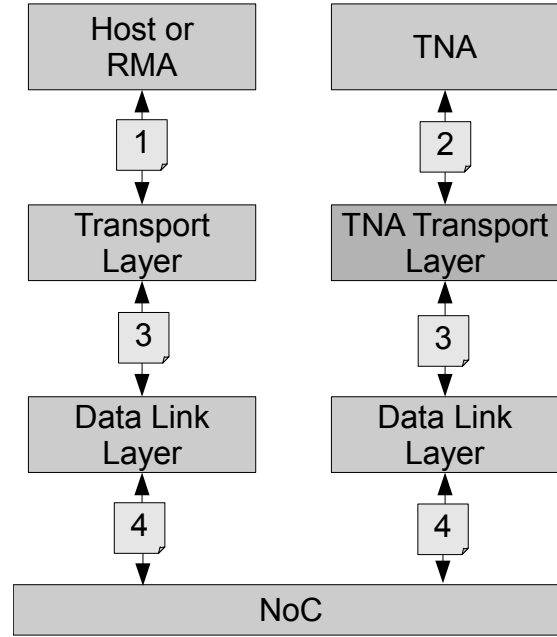 Host or
RMA
TNA
1
2
Transport
Layer
TNA Transport
Layer
3
3
Data Link
Layer
Data Link
Layer
4
4
NoC